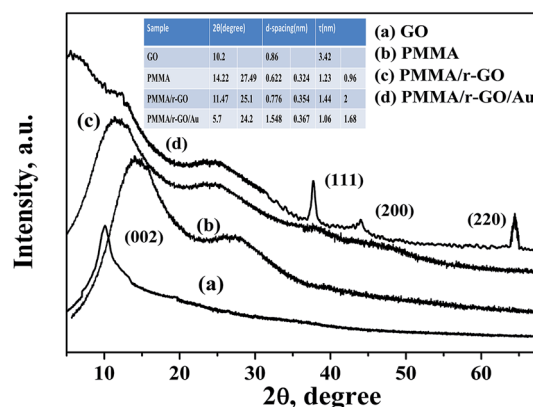 Sample 2θ(degree) d-spacing(nm) τ(nm)
GO 10.2 0.86 3.42
PMMA 14.22 27.49 0.622 0.324 1.23 0.96
PMMA/r-GO 11.47 25.1 0.776 0.354 1.44 2
PMMA/r-GO/Au 5.7 24.2 1.548 0.367 1.06 1.68
(a) GO
(b) PMMA
(c) PMMA/r-GO
(d) PMMA/r-GO/Au
(c)
(d)
(111)
(200)
(220)
(002)
(b)
(a)
Intensity, a.u.
10 20 30 40 50 60
2θ, degree